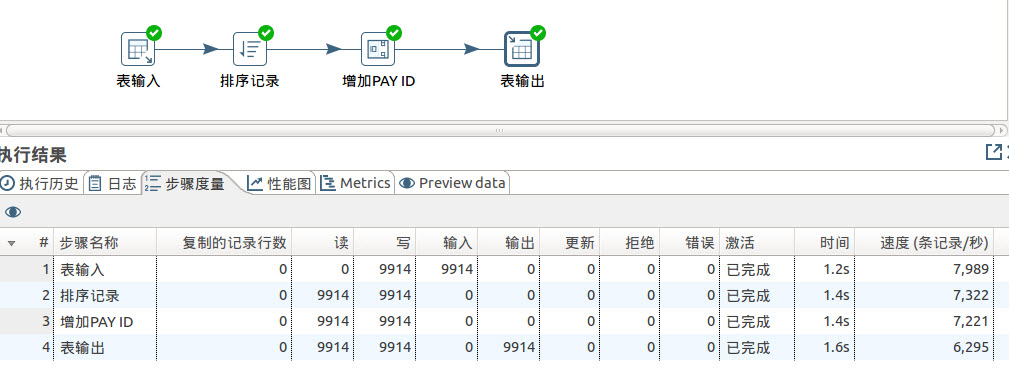 表输入 排序记录 增加PAY ID 表输出
执行结果
执行历史 日志 步骤度量 性能图 Metrics Preview data
# 步骤名称 复制的记录行数 读 写 输入 输出 更新 拒绝 错误 激活 时间 速度 (条记录/秒)
1 表输入 0 0 9914 9914 0 0 0 0 已完成 1.2s 7,989
2 排序记录 0 9914 9914 0 0 0 0 0 已完成 1.4s 7,322
3 增加PAY ID 0 9914 9914 0 0 0 0 0 已完成 1.4s 7,221
4 表输出 0 9914 9914 0 9914 0 0 0 已完成 1.6s 6,295